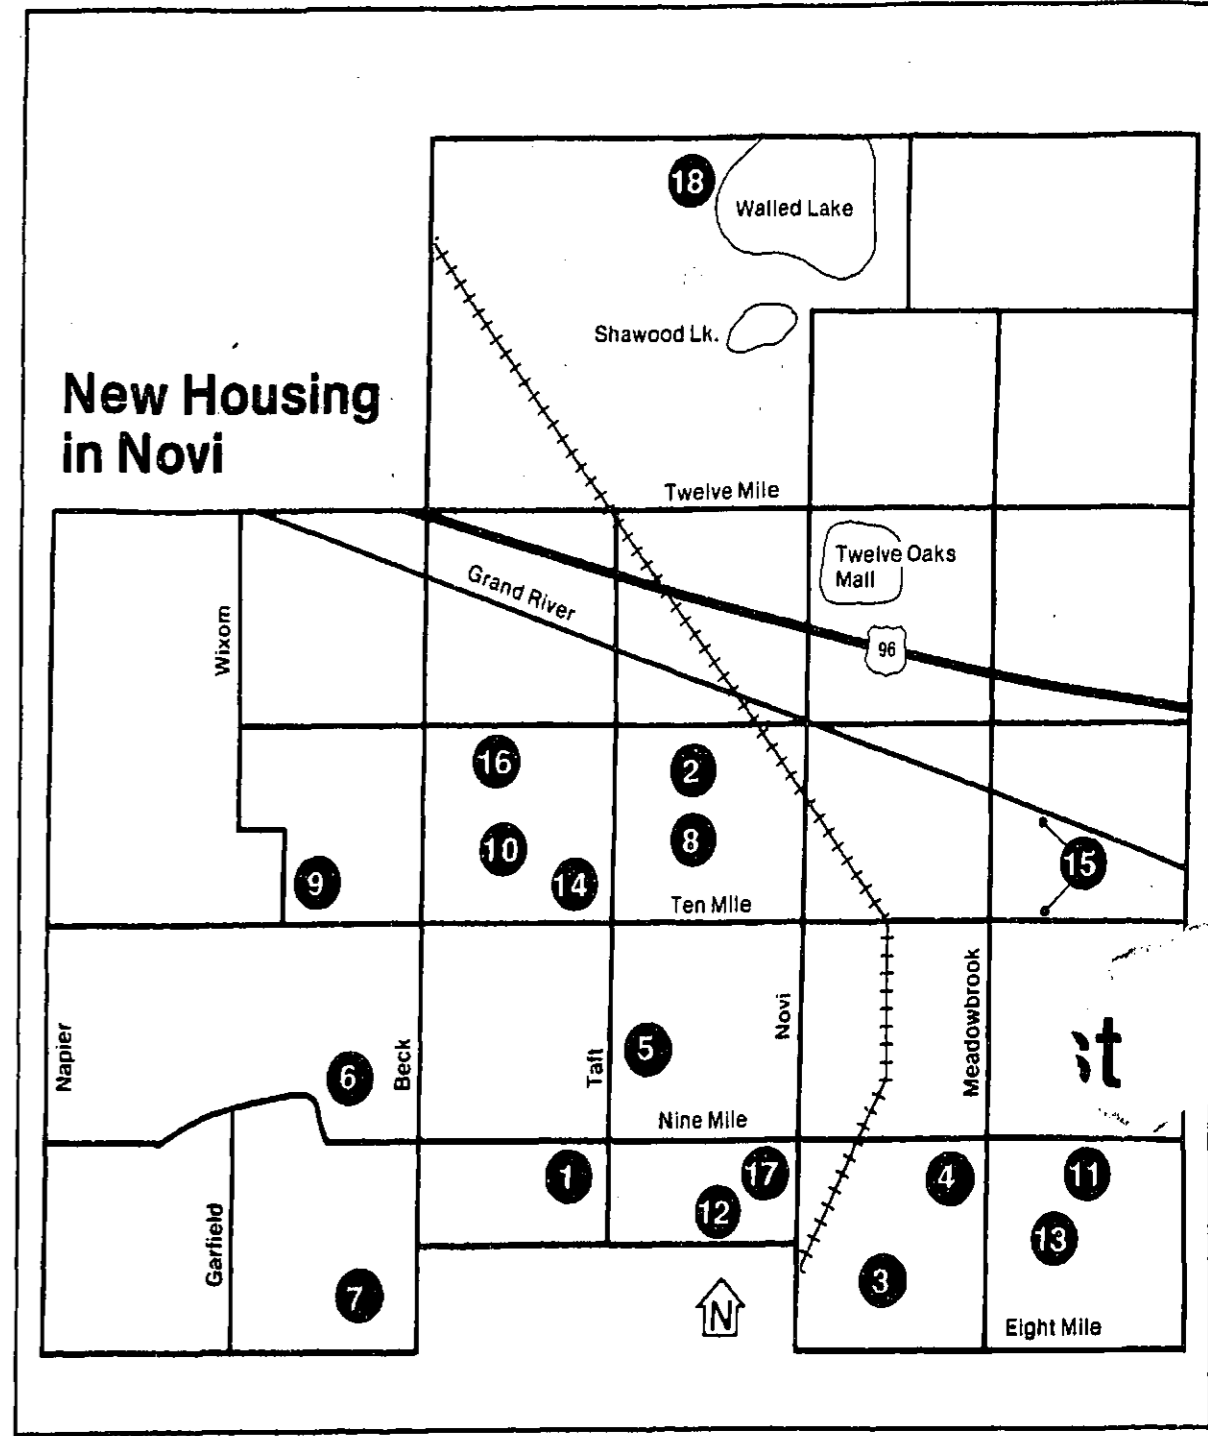 18
Walled Lake
Shawood Lk.
New Housing
in Novi
Twelve Mile
Twelve Oaks
Mall
Grand River
Wixom
96
16
2
10
8
15
9
14
Ten Mile
Napier
Beck
Taft
Novi
Meadowbrook
5
6
Nine Mile
1
17
4
11
12
13
Garfield
7
3
N
Eight Mile